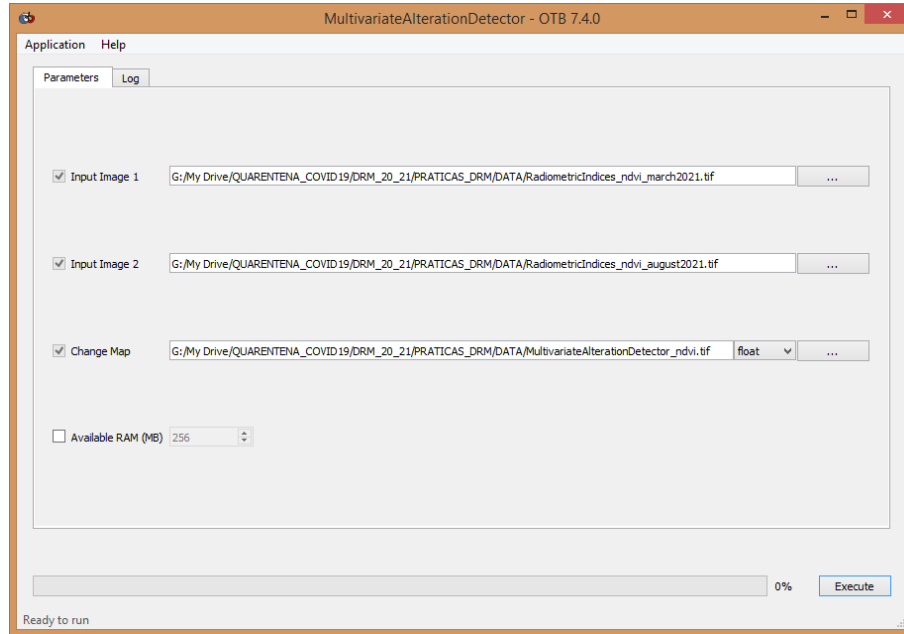 MultivariateAlterationDetector - OTB 7.4.0
Application Help
Parameters Log
Input Image 1 G:/My Drive/QUARENTENA_COVID19/DRM_20_21/PRATICAS_DRM/DATA/RadiometricIndices_ndvi_march2021.tif ...
Input Image 2 G:/My Drive/QUARENTENA_COVID19/DRM_20_21/PRATICAS_DRM/DATA/RadiometricIndices_ndvi_august2021.tif ...
Change Map G:/My Drive/QUARENTENA_COVID19/DRM_20_21/PRATICAS_DRM/DATA/MultivariateAlterationDetector_ndvi.tif float ...
Available RAM (MB) 256
0% Execute
Ready to run